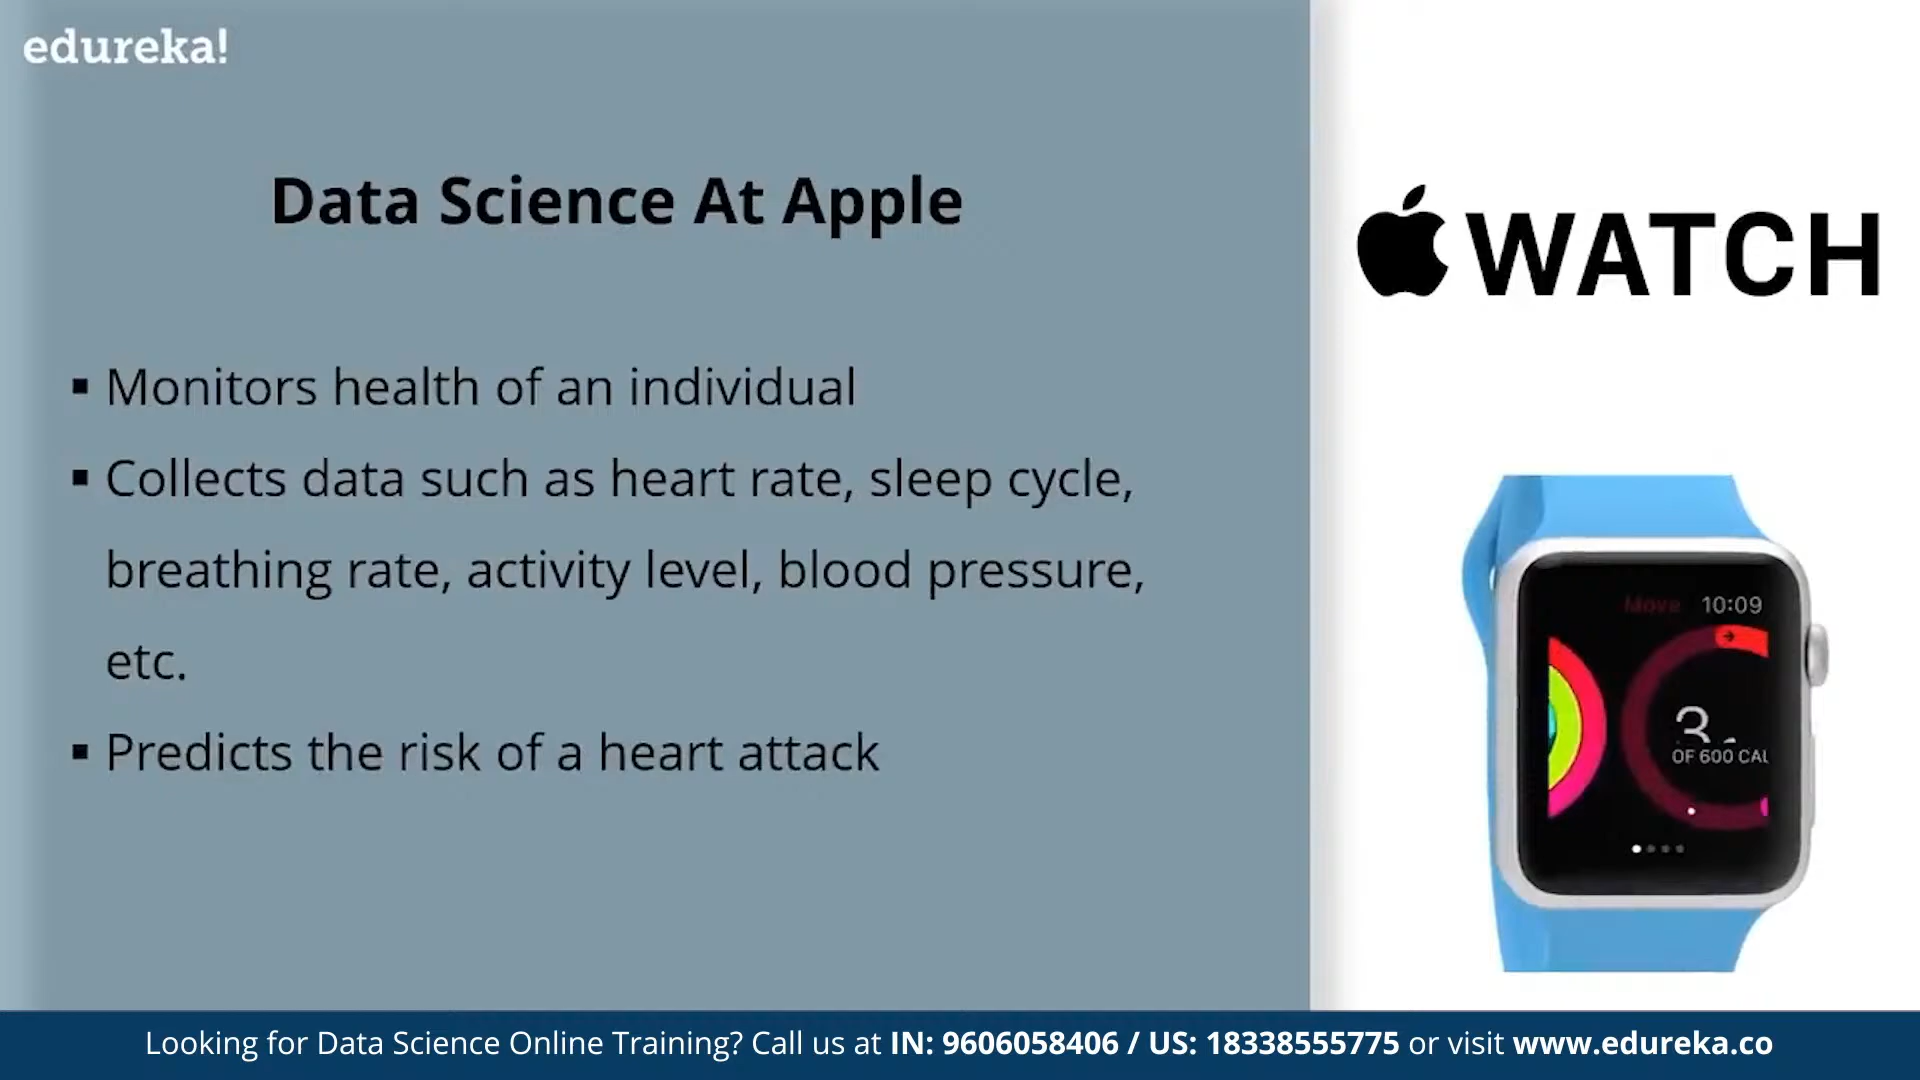 edureka!
Data Science At Apple
▪ Monitors health of an individual
▪ Collects data such as heart rate, sleep cycle,
breathing rate, activity level, blood pressure,
etc.
▪ Predicts the risk of a heart attack
WATCH
Move 10:09
OF 600 CAL
Looking for Data Science Online Training? Call us at IN: 9606058406 / US: 18338555775 or visit www.edureka.co